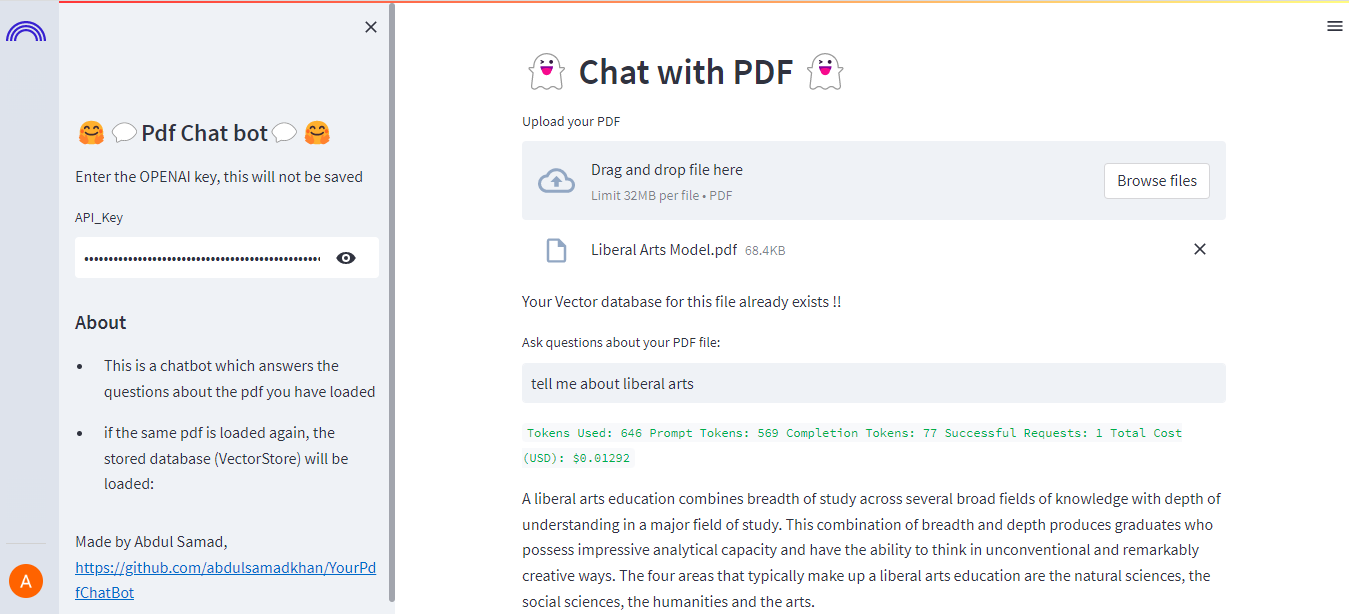 Pdf Chat bot
Enter the OPENAI key, this will not be saved
API_Key
About
This is a chatbot which answers the
questions about the pdf you have loaded
if the same pdf is loaded again, the
stored database (VectorStore) will be
loaded:
Made by Abdul Samad,
https://github.com/abdulsamadkhan/YourPd
fChatBot
A
Chat with PDF
Upload your PDF
Drag and drop file here
Limit 32MB per file • PDF
Browse files
Liberal Arts Model.pdf 68.4KB
Your Vector database for this file already exists !!
Ask questions about your PDF file:
tell me about liberal arts
Tokens Used: 646 Prompt Tokens: 569 Completion Tokens: 77 Successful Requests: 1 Total Cost
(USD): $0.01292
A liberal arts education combines breadth of study across several broad fields of knowledge with depth of
understanding in a major field of study. This combination of breadth and depth produces graduates who
possess impressive analytical capacity and have the ability to think in unconventional and remarkably
creative ways. The four areas that typically make up a liberal arts education are the natural sciences, the
social sciences, the humanities and the arts.